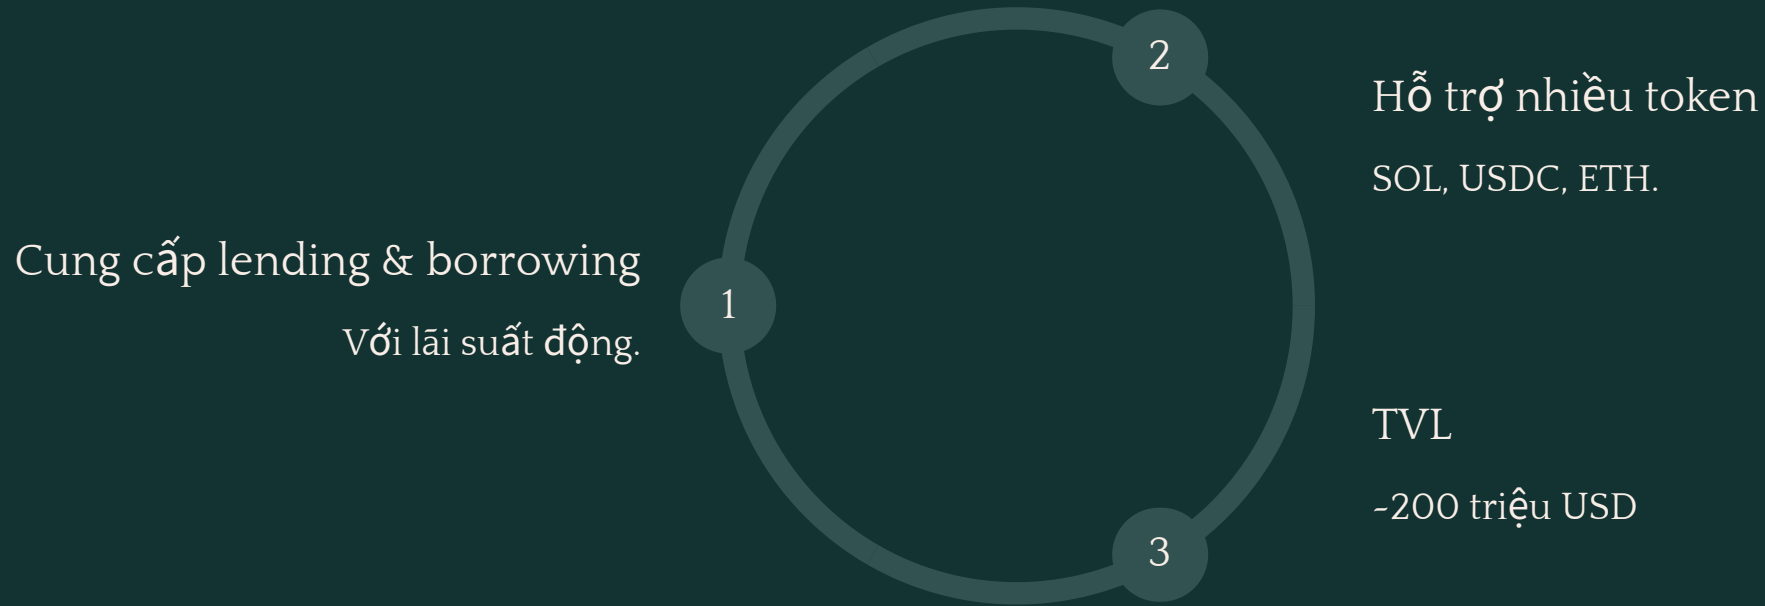 1
Cung cấp lending & borrowing
Với lãi suất động.
2
Hỗ trợ nhiều token
SOL, USDC, ETH.
3
TVL
~200 triệu USD